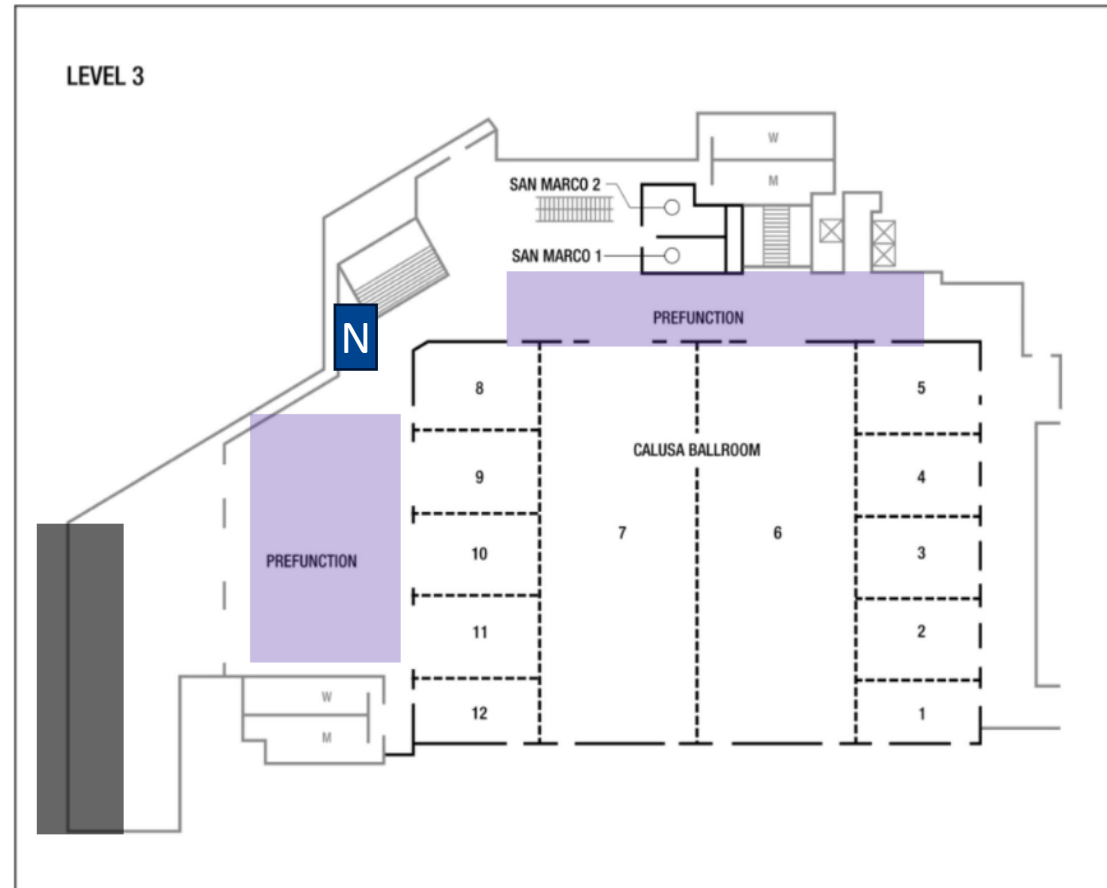 LEVEL 3
W
M
SAN MARCO 2
SAN MARCO 1
PREFUNCTION
N
8
5
CALUSA BALLROOM
9
4
7
6
10
3
PREFUNCTION
11
2
W
M
12
1